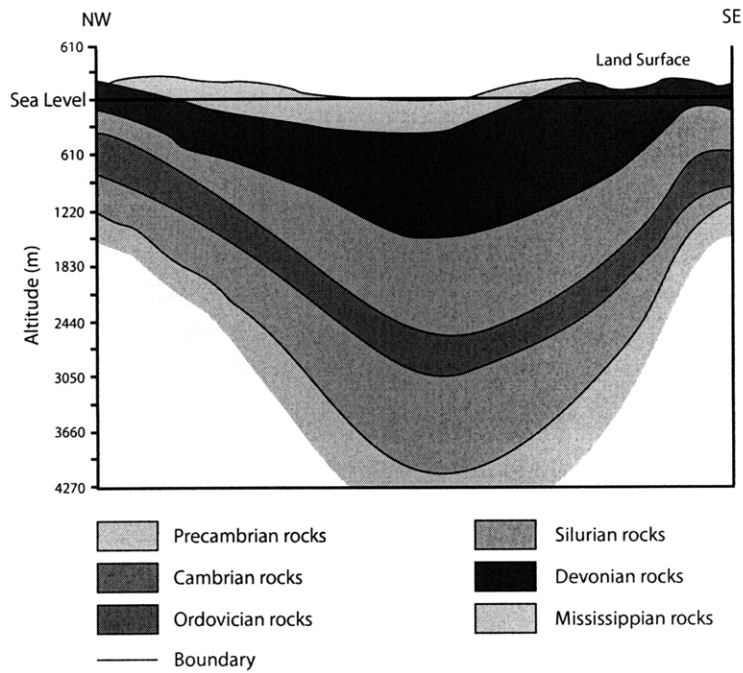 NW
SE
610
Land Surface
Sea Level
610
1220
1830
2440
3050
3660
4270
Altitude (m)
Precambrian rocks
Silurian rocks
Cambrian rocks
Devonian rocks
Ordovician rocks
Mississippian rocks
Boundary